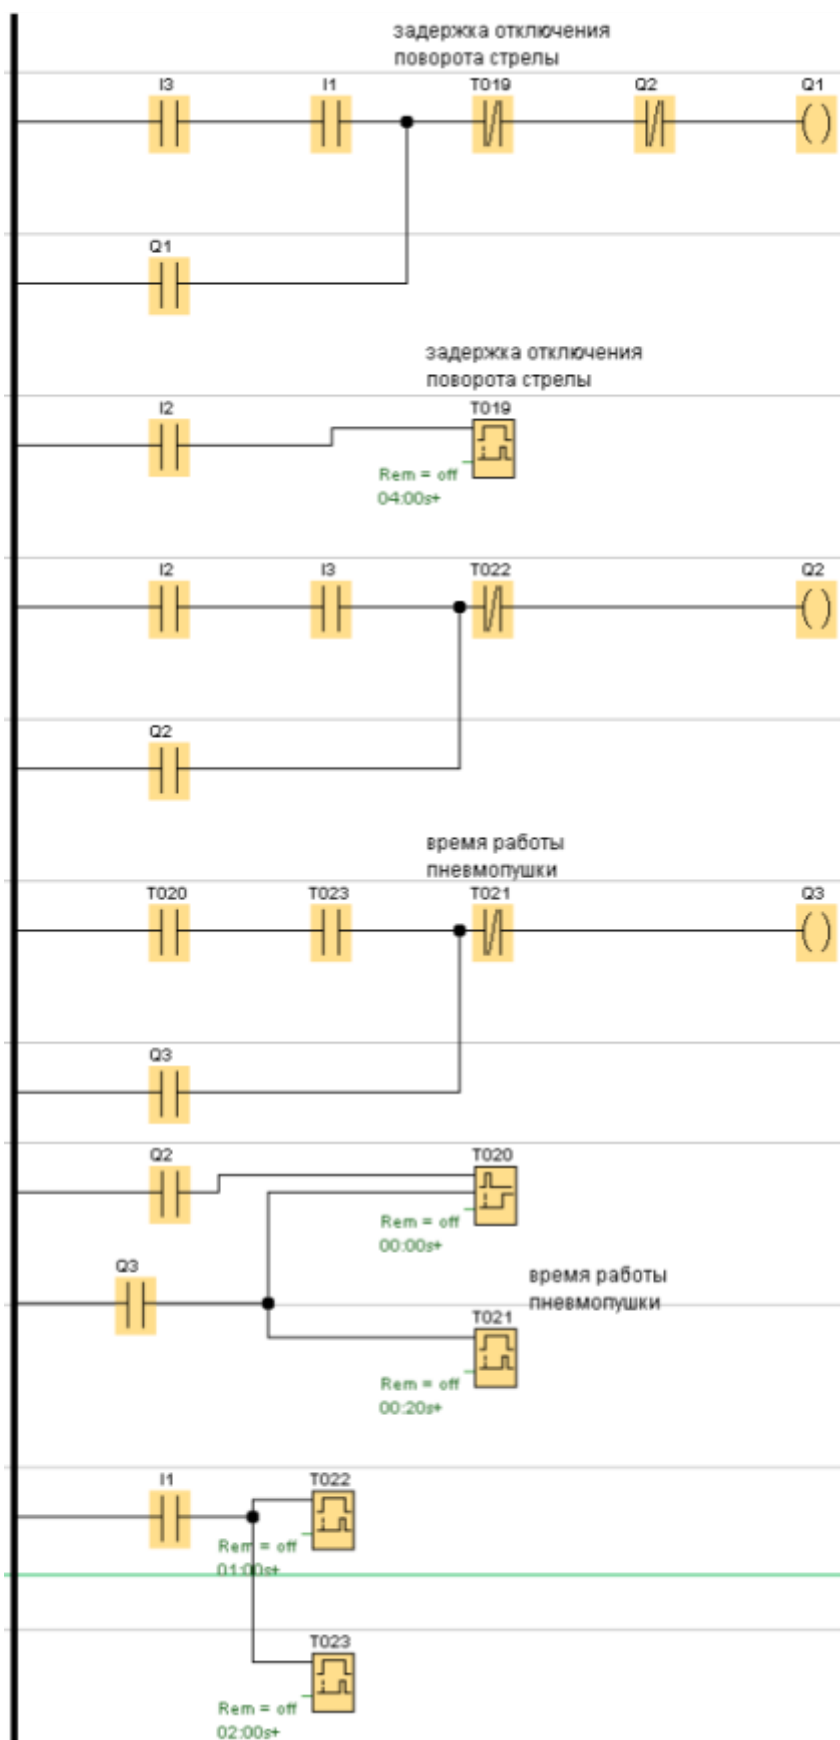 задержка отключения
поворота стрелы
I3 I1 T019 Q2 Q1
Q1
задержка отключения
поворота стрелы
I2 T019
Rem = off
04:00s+
I2 I3 T022 Q2
Q2
время работы
пневмопушки
T020 T023 T021 Q3
Q3
Q2 T020
Rem = off
00:00s+
Q3
время работы
пневмопушки
T021
Rem = off
00:20s+
I1 T022
Rem = off
01:00s+
T023
Rem = off
02:00s+